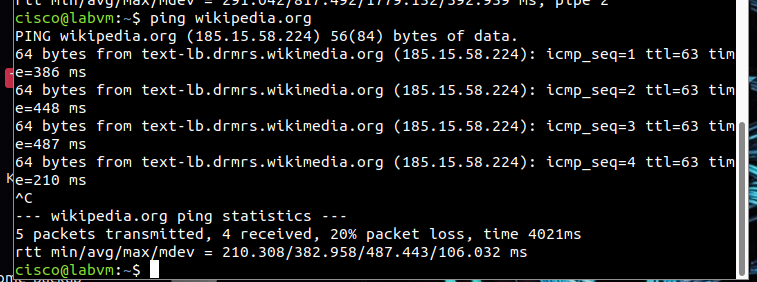 rtt min/avg/max/mdev = 291.042/817.492/1779.132/592.939 ms, pipe 2
cisco@labvm:~$ ping wikipedia.org
PING wikipedia.org (185.15.58.224) 56(84) bytes of data.
64 bytes from text-lb.drmrs.wikimedia.org (185.15.58.224): icmp_seq=1 ttl=63 tim
e=386 ms
64 bytes from text-lb.drmrs.wikimedia.org (185.15.58.224): icmp_seq=2 ttl=63 tim
e=448 ms
64 bytes from text-lb.drmrs.wikimedia.org (185.15.58.224): icmp_seq=3 ttl=63 tim
e=487 ms
64 bytes from text-lb.drmrs.wikimedia.org (185.15.58.224): icmp_seq=4 ttl=63 tim
e=210 ms
^C
--- wikipedia.org ping statistics ---
5 packets transmitted, 4 received, 20% packet loss, time 4021ms
rtt min/avg/max/mdev = 210.308/382.958/487.443/106.032 ms
cisco@labvm:~$